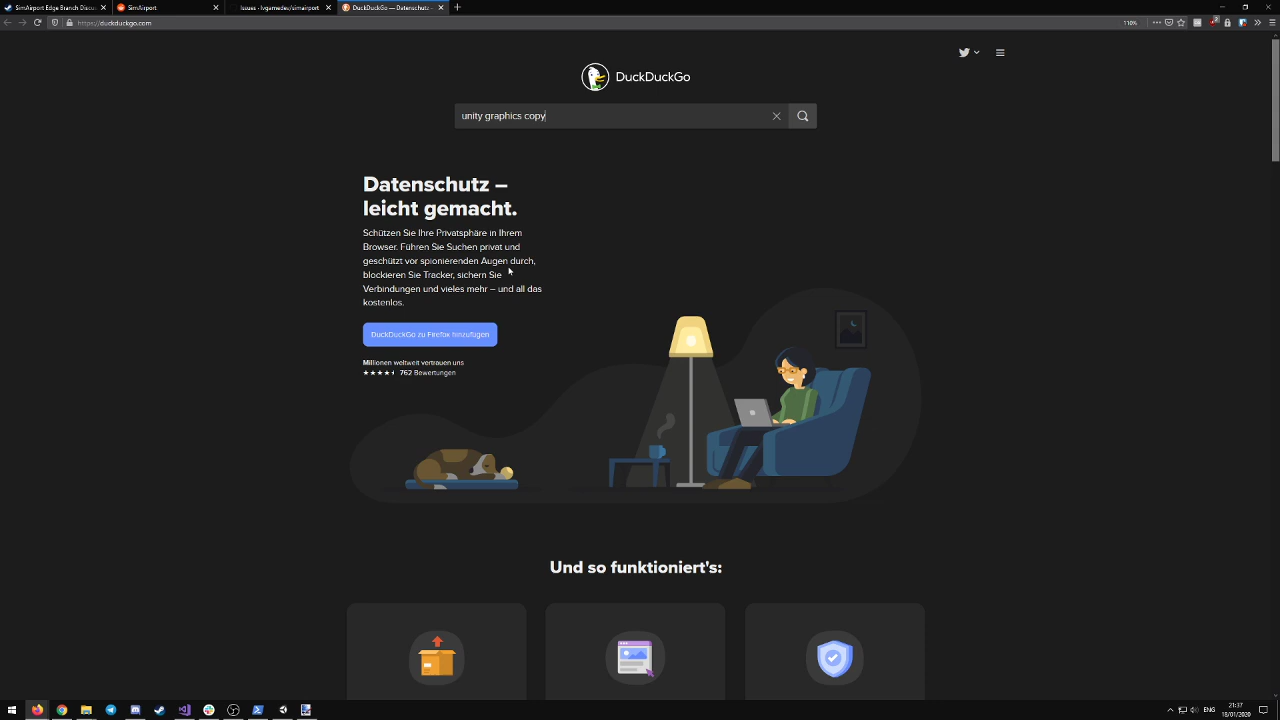 SimAirport Edge Branch Discus
SimAirport
Issues · lvgamedev/simairport
DuckDuckGo — Datenschutz -
https://duckduckgo.com
110%
DuckDuckGo
unity graphics copy
Datenschutz –
leicht gemacht.
Schützen Sie Ihre Privatsphäre in Ihrem
Browser. Führen Sie Suchen privat und
geschützt vor spionierenden Augen durch,
blockieren Sie Tracker, sichern Sie
Verbindungen und vieles mehr – und all das
kostenlos.
DuckDuckGo zu Firefox hinzufügen
Millionen weltweit vertrauen uns
762 Bewertungen
Und so funktioniert's:
ENG
21:37
18/01/2020